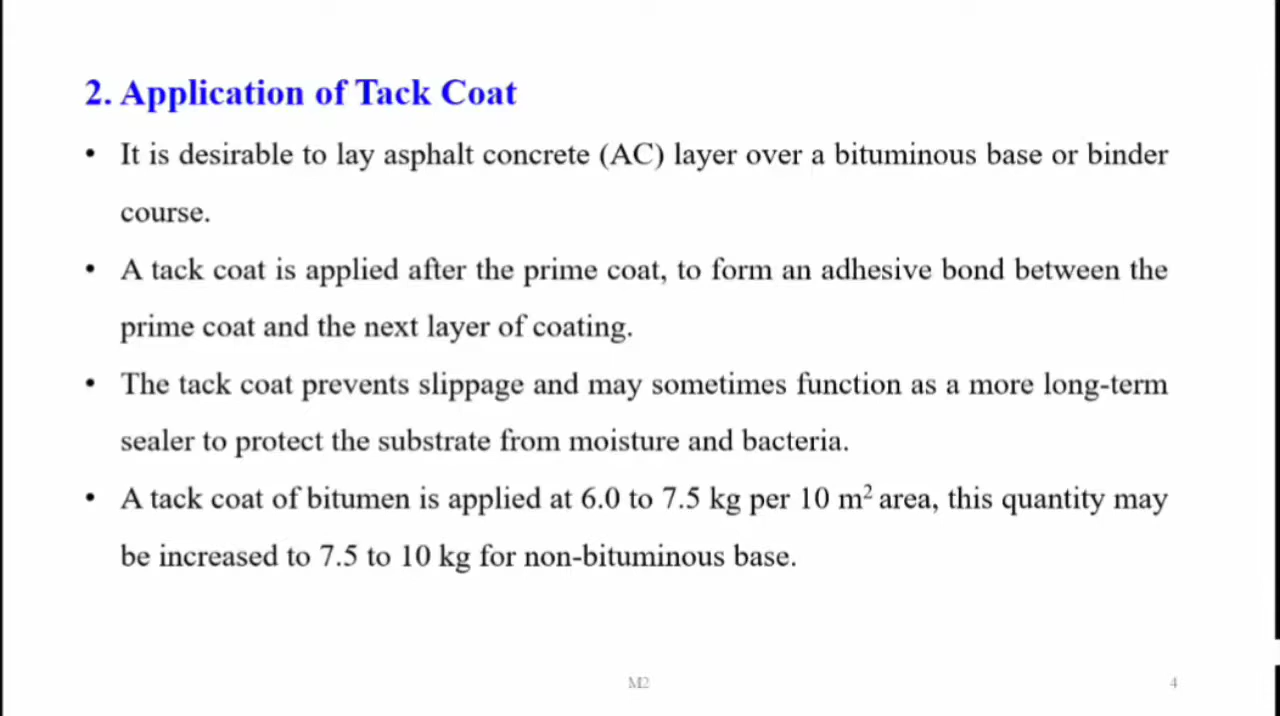 2. Application of Tack Coat
• It is desirable to lay asphalt concrete (AC) layer over a bituminous base or binder
course.
• A tack coat is applied after the prime coat, to form an adhesive bond between the
prime coat and the next layer of coating.
• The tack coat prevents slippage and may sometimes function as a more long-term
sealer to protect the substrate from moisture and bacteria.
• A tack coat of bitumen is applied at 6.0 to 7.5 kg per 10 m² area, this quantity may
be increased to 7.5 to 10 kg for non-bituminous base.
M2
4